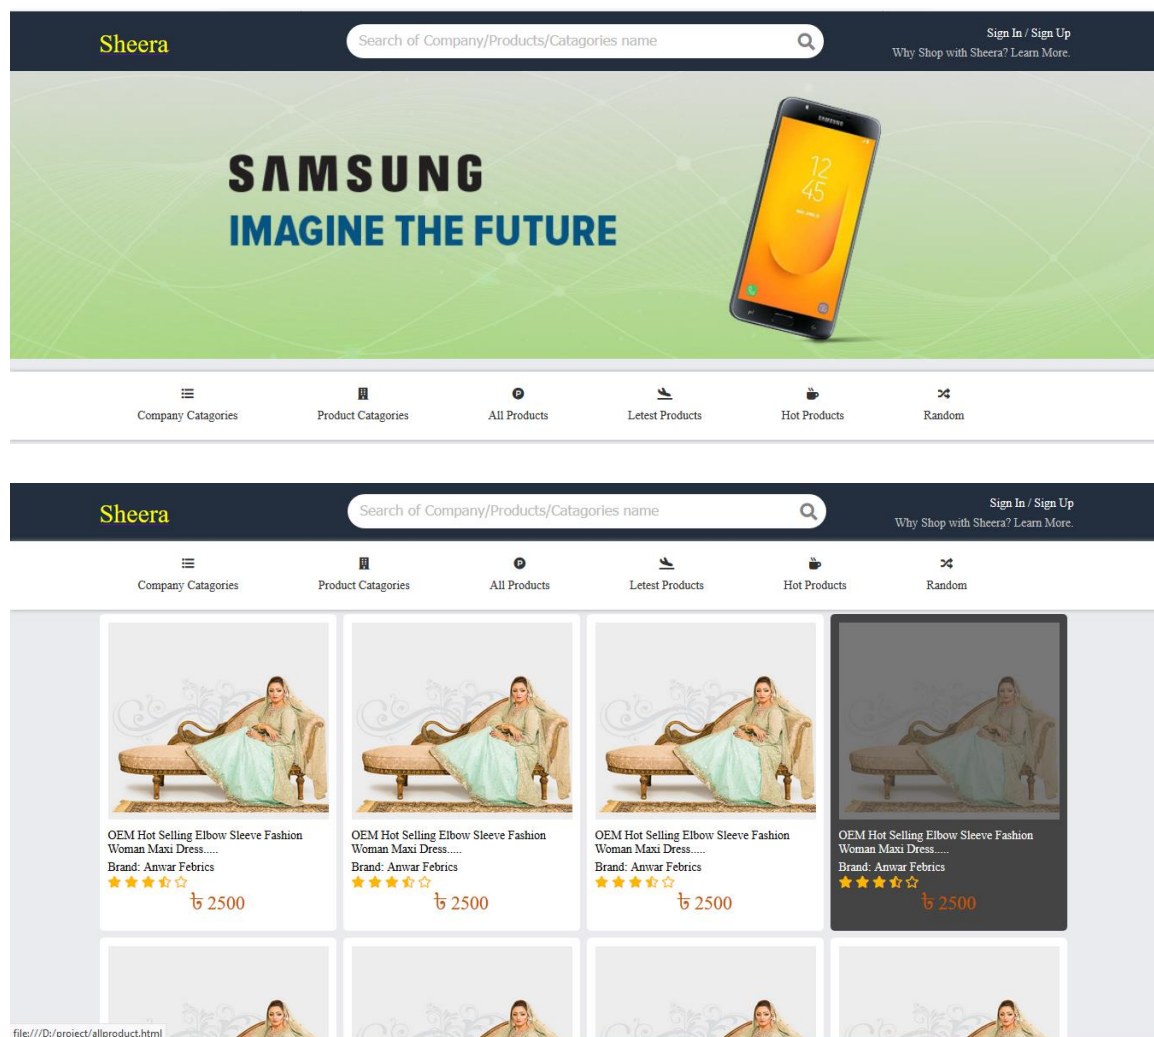 Sheera
Search of Company/Products/Catagories name
Sign In / Sign Up
Why Shop with Sheera? Learn More.
SAMSUNG
IMAGINE THE FUTURE
SAMSUNG
12
45
Company Catagories
Product Catagories
All Products
Letest Products
Hot Products
Random
Sheera
Search of Company/Products/Catagories name
Sign In / Sign Up
Why Shop with Sheera? Learn More.
Company Catagories
Product Catagories
All Products
Letest Products
Hot Products
Random
OEM Hot Selling Elbow Sleeve Fashion
Woman Maxi Dress.....
Brand: Anwar Febrics
৳ 2500
OEM Hot Selling Elbow Sleeve Fashion
Woman Maxi Dress.....
Brand: Anwar Febrics
৳ 2500
OEM Hot Selling Elbow Sleeve Fashion
Woman Maxi Dress.....
Brand: Anwar Febrics
৳ 2500
OEM Hot Selling Elbow Sleeve Fashion
Woman Maxi Dress.....
Brand: Anwar Febrics
৳ 2500
file:///D:/project/allproduct.html